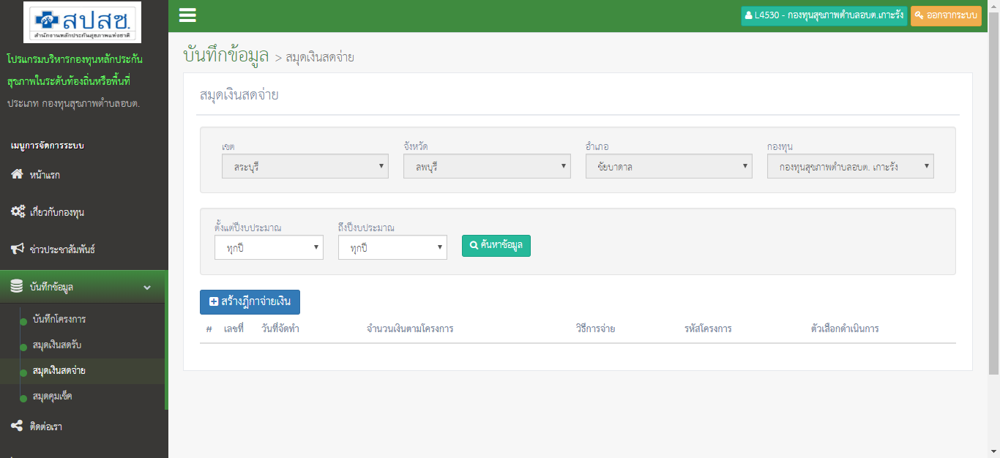 สปสช.
สำนักงานหลักประกันสุขภาพแห่งชาติ
โปรแกรมบริหารกองทุนหลักประกัน
สุขภาพในระดับท้องถิ่นหรือพื้นที่
ประเภท กองทุนสุขภาพตำบลอบต.
เมนูการจัดการระบบ
หน้าแรก
เกี่ยวกับกองทุน
ข่าวประชาสัมพันธ์
บันทึกข้อมูล
บันทึกโครงการ
สมุดเงินสดรับ
สมุดเงินสดจ่าย
สมุดคุมเช็ค
ติดต่อเรา
L4530 - กองทุนสุขภาพตำบลอบต.เกาะรัง
ออกจากระบบ
บันทึกข้อมูล > สมุดเงินสดจ่าย
สมุดเงินสดจ่าย
เขต จังหวัด อำเภอ กองทุน
สระบุรี ลพบุรี ชัยบาดาล กองทุนสุขภาพตำบลอบต. เกาะรัง
ตั้งแต่ปีงบประมาณ ถึงปีงบประมาณ
ทุกปี ทุกปี ค้นหาข้อมูล
สร้างฎีกาจ่ายเงิน
# เลขที่ วันที่จัดทำ จำนวนเงินตามโครงการ วิธีการจ่าย รหัสโครงการ ตัวเลือกดำเนินการ